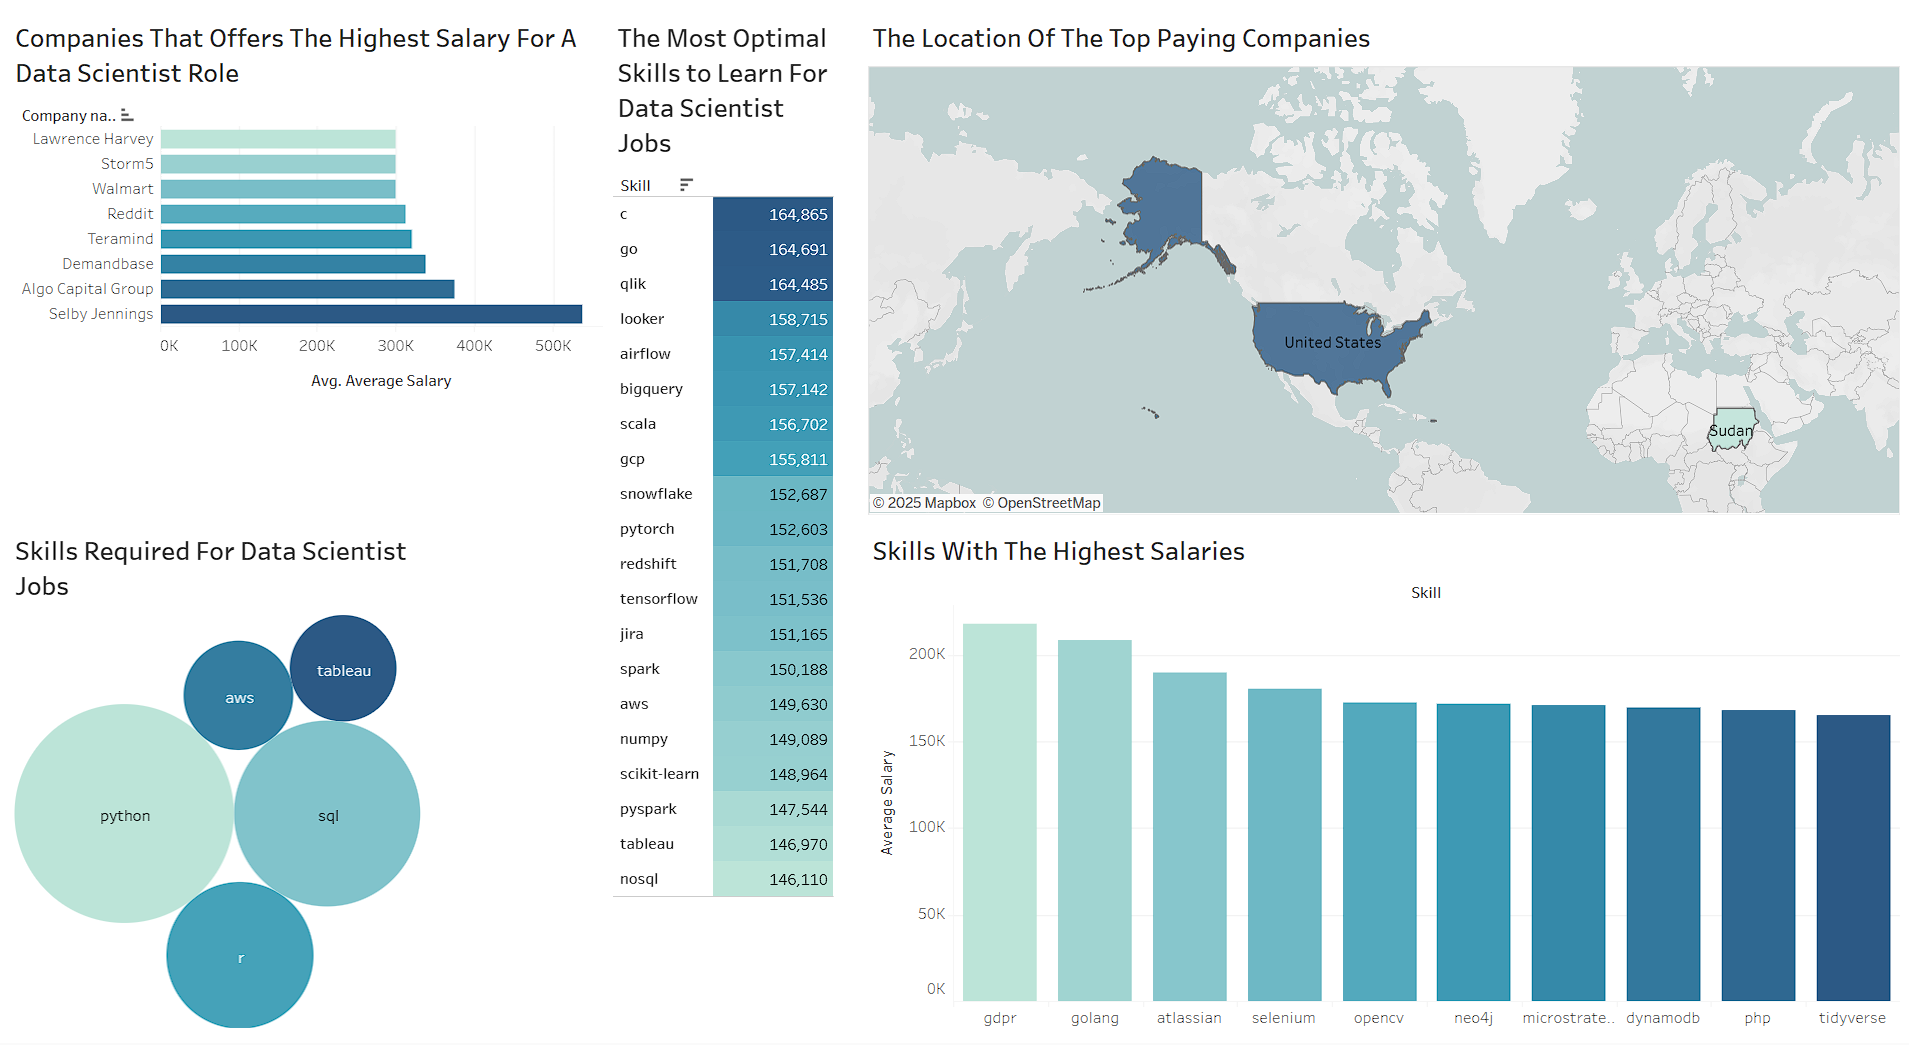 Companies That Offers The Highest Salary For A
Data Scientist Role
Company na..
Lawrence Harvey
Storm5
Walmart
Reddit
Teramind
Demandbase
Algo Capital Group
Selby Jennings
0K 100K 200K 300K 400K 500K
Avg. Average Salary
The Most Optimal
Skills to Learn For
Data Scientist
Jobs
Skill
c 164,865
go 164,691
qlik 164,485
looker 158,715
airflow 157,414
bigquery 157,142
scala 156,702
gcp 155,811
snowflake 152,687
pytorch 152,603
redshift 151,708
tensorflow 151,536
jira 151,165
spark 150,188
aws 149,630
numpy 149,089
scikit-learn 148,964
pyspark 147,544
tableau 146,970
nosql 146,110
The Location Of The Top Paying Companies
United States
Sudan
© 2025 Mapbox © OpenStreetMap
Skills Required For Data Scientist
Jobs
tableau
aws
python
sql
r
Skills With The Highest Salaries
Skill
200K
150K
100K
50K
0K
Average Salary
gdpr golang atlassian selenium opencv neo4j microstrate.. dynamodb php tidyverse